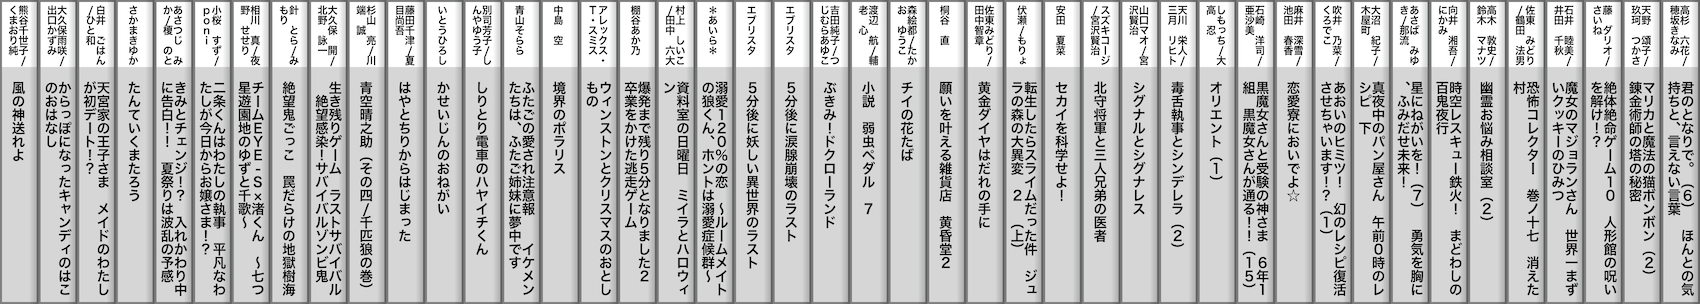 高杉 六花/
穂坂きなみ
君のとなりで。（６） ほんとの気
持ちと、言えない言葉
天野 頌子/
玖珂 つかさ
マリカと魔法の猫ボンボン（２）
錬金術師の塔の秘密
藤 ダリオ/
さいね
絶体絶命ゲーム１０ 人形館の呪い
を解け!？
石井 睦美/
井田 千秋
魔女のマジョランさん 世界一まず
いクッキーのひみつ
佐東 みどり
/鶴田 法男
恐怖コレクター 巻ノ十七 消えた
村
高木 敦史/
鈴木 マナツ
幽霊お悩み相談室（２）
向井 湘吾/
にかみ
時空レスキュー鉄火! まどわしの
百鬼夜行
あさばみゆ
き/那流
星にねがいを!（７） 勇気を胸に
、ふみだせ未来!
大沼 紀子/
木屋町
真夜中のパン屋さん 午前０時のレ
シピ 下
吹井 乃菜/
くろでこ
あおいのヒミツ! 幻のレシピ復活
させちゃいます!？（１）
麻井 深雪/
池田 春香
恋愛寮においでよ☆
石崎 洋司/
亜沙美
黒魔女さんと受験の神さま ６年１
組 黒魔女さんが通る!!（１５）
しもっち/大
高 忍
オリエント（１）
天川 栄人/
三月 リヒト
毒舌執事とシンデレラ（２）
山口マオ/宮
沢賢治
シグナルとシグナレス
スズキコージ
/宮沢賢治
北守将軍と三人兄弟の医者
安田 夏菜
セカイを科学せよ!
伏瀬/もりょ
転生したらスライムだった件 ジュ
ラの森の大異変 ２（上）
佐東みどり/
田中智章
黄金ダイヤはだれの手に
桐谷 直
願いを叶える雑貨店 黄昏堂２
森絵都/たか
お ゆうこ
チイの花たば
渡辺 航/輔
老 心
小説 弱虫ペダル ７
吉田純子/つ
じむらあゆこ
ぶきみ!ドクローランド
エブリスタ
５分後に涙腺崩壊のラスト
エブリスタ
５分後に妖しい異世界のラスト
＊あいら＊
溺愛１２０％の恋 〜ルームメイト
の狼くん、ホントは溺愛症候群〜
村上 しいこ
/田中 六大
資料室の日曜日 ミイラとハロウィ
ン
棚谷あか乃
爆発まで残り５分となりました２
卒業をかけた逃走ゲーム
アレックス・
Ｔ・スミス
ウィンストンとクリスマスのおとし
もの
中島 空
境界のポラリス
青山そらら
ふたごの愛され注意報 イケメン
たちは、ふたご姉妹に夢中です
別司芳子/し
んやゆう子
しりとり電車のハヤイチくん
いとうひろし
かせいじんのおねがい
藤田千津/夏
目尚吾
はやとちりからはじまった
杉山 亮/川
端 誠
青空晴之助（その四/千匹狼の巻）
大久保 開/
北野 詠一
生き残りゲーム ラストサバイバル
絶望感染!サバイバルゾンビ鬼
針 とら/み
もり
絶望鬼ごっこ 罠だらけの地獄樹海
相川 真/夜
野 せせり
チームＥＹＥ-Ｓ×渚くん 〜七つ
星遊園地のゆずと千歌〜
小桜 すず/
ｐｏｎｉ
二条くんはわたしの執事 平凡なわ
たしが今日からお嬢さま!？
あさつじ み
か/榎 のと
きみとチェンジ!？ 入れかわり中
に告白!! 夏祭りは波乱の予感
さかまきゆか
たんていくまたろう
白井 ごはん
/ひと和
天宮家の王子さま メイドのわたし
が初デート!？
大久保雨咲/
出口かずみ
からっぽになったキャンディのはこ
のおはなし
熊谷千世子/
くまおり純
風の神送れよ